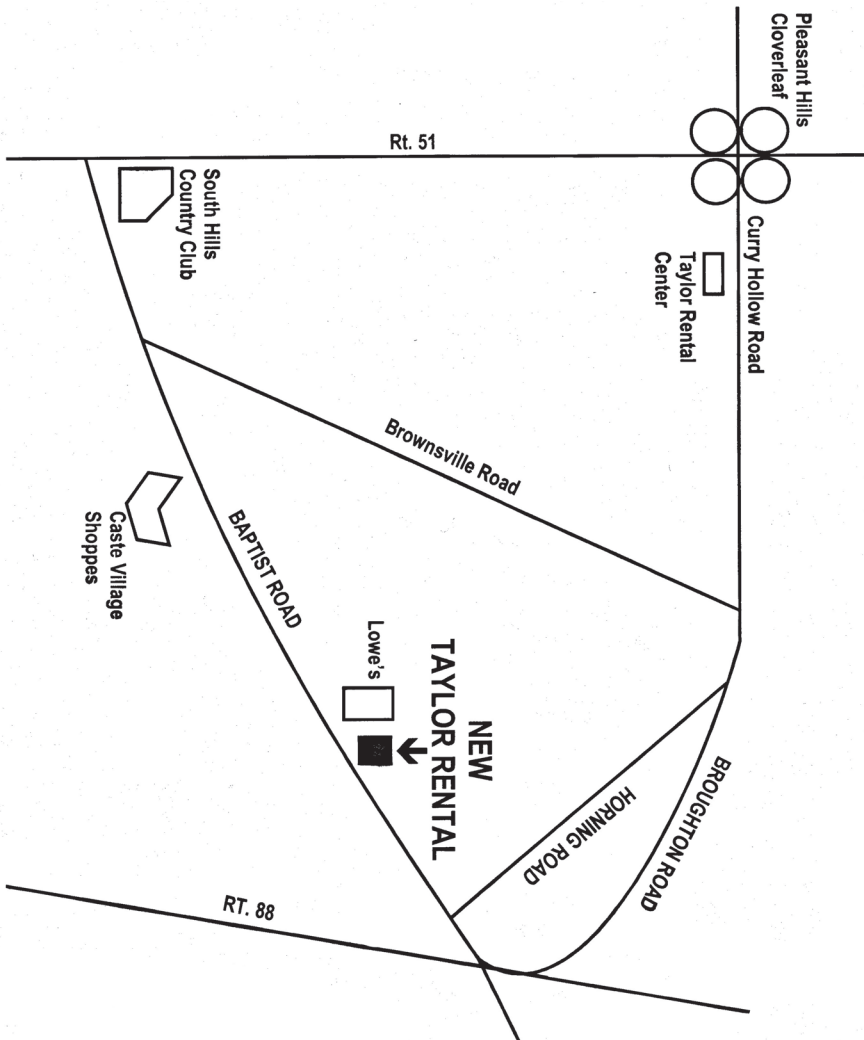 Pleasant Hills
Cloverleaf
Rt. 51
South Hills
Country Club
Curry Hollow Road
Taylor Rental
Center
Brownsville Road
Caste Village
Shoppes
BAPTIST ROAD
Lowe's
NEW
TAYLOR RENTAL
HORNING ROAD
BROUGHTON ROAD
RT. 88